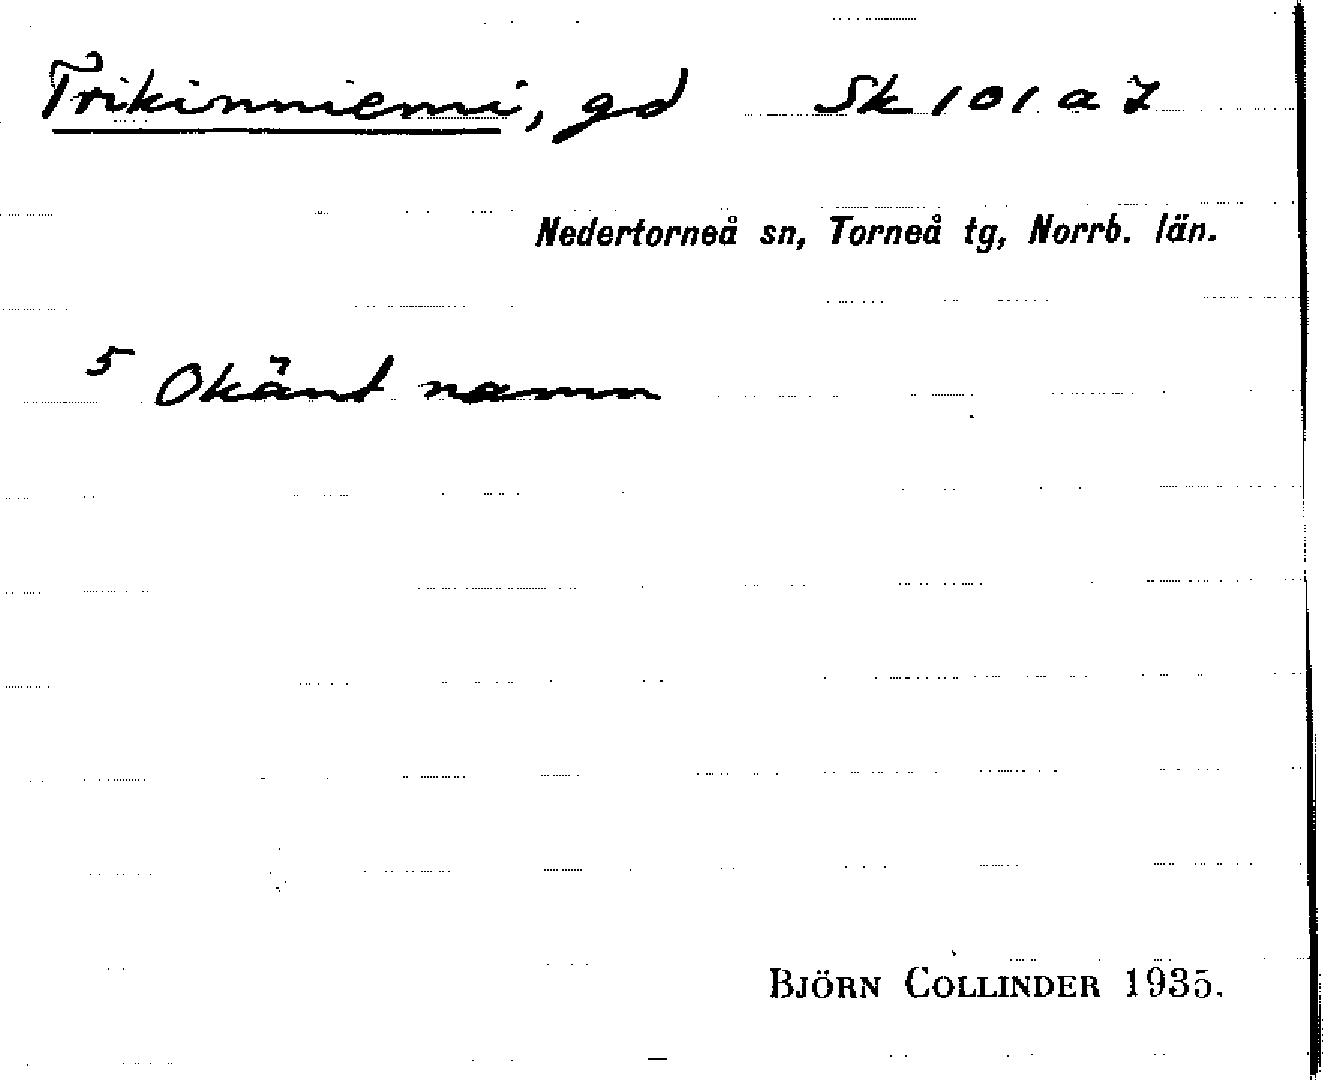 Trikinniemi, gd Sk 101 a 7
Nedertorneå sn, Torneå tg, Norrb. län.
5 Okänt namn
BJÖRN COLLINDER 1935.